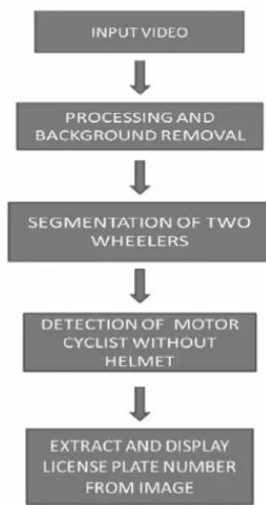 INPUT VIDEO
PROCESSING AND
BACKGROUND REMOVAL
SEGMENTATION OF TWO
WHEELERS
DETECTION OF MOTOR
CYCLIST WITHOUT
HELMET
EXTRACT AND DISPLAY
LICENSE PLATE NUMBER
FROM IMAGE